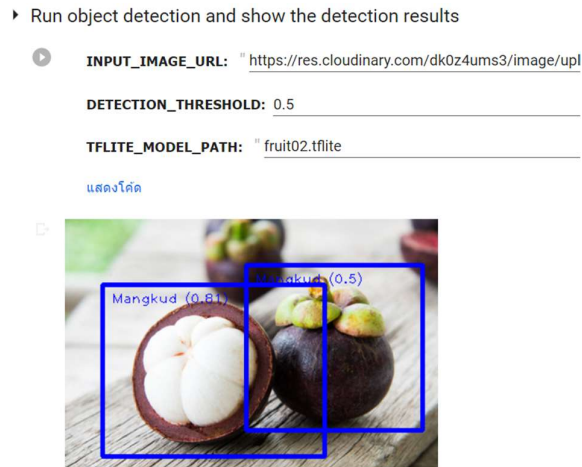 Run object detection and show the detection results
INPUT_IMAGE_URL: " https://res.cloudinary.com/dk0z4ums3/image/upl
DETECTION_THRESHOLD: 0.5
TFLITE_MODEL_PATH: " fruit02.tflite
แสดงโค้ด
Mangkud (0.5)
Mangkud (0.81)